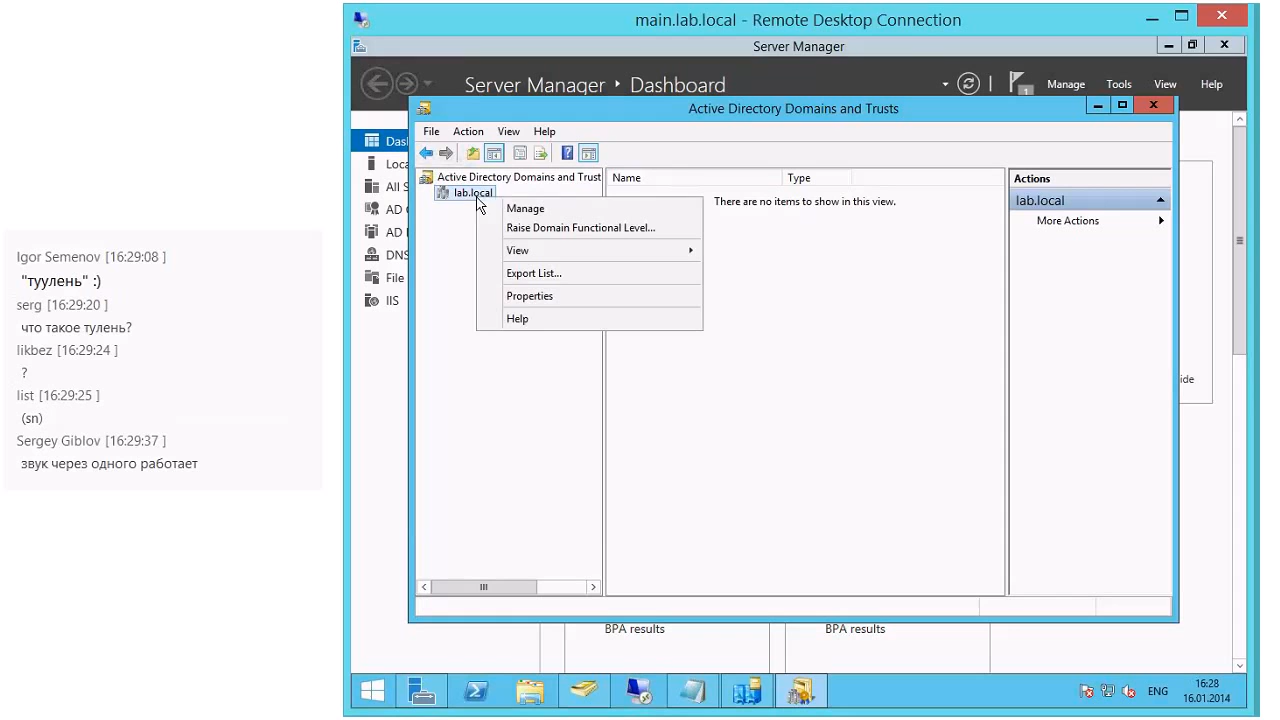 main.lab.local - Remote Desktop Connection
Server Manager
Server Manager ‣ Dashboard
1
Manage
Tools
View
Help
Active Directory Domains and Trusts
File
Action
View
Help
Active Directory Domains and Trust
lab.local
Name
Type
There are no items to show in this view.
Actions
lab.local
More Actions
Manage
Raise Domain Functional Level...
View
Export List...
Properties
Help
Das
Loca
All S
AD
AD
DNS
File
IIS
ide
BPA results
BPA results
ENG
16:28
16.01.2014
Igor Semenov [16:29:08 ]
"туулень" :)
serg [16:29:20 ]
что такое тулень?
likbez [16:29:24 ]
?
list [16:29:25 ]
(sn)
Sergey Giblov [16:29:37 ]
звук через одного работает